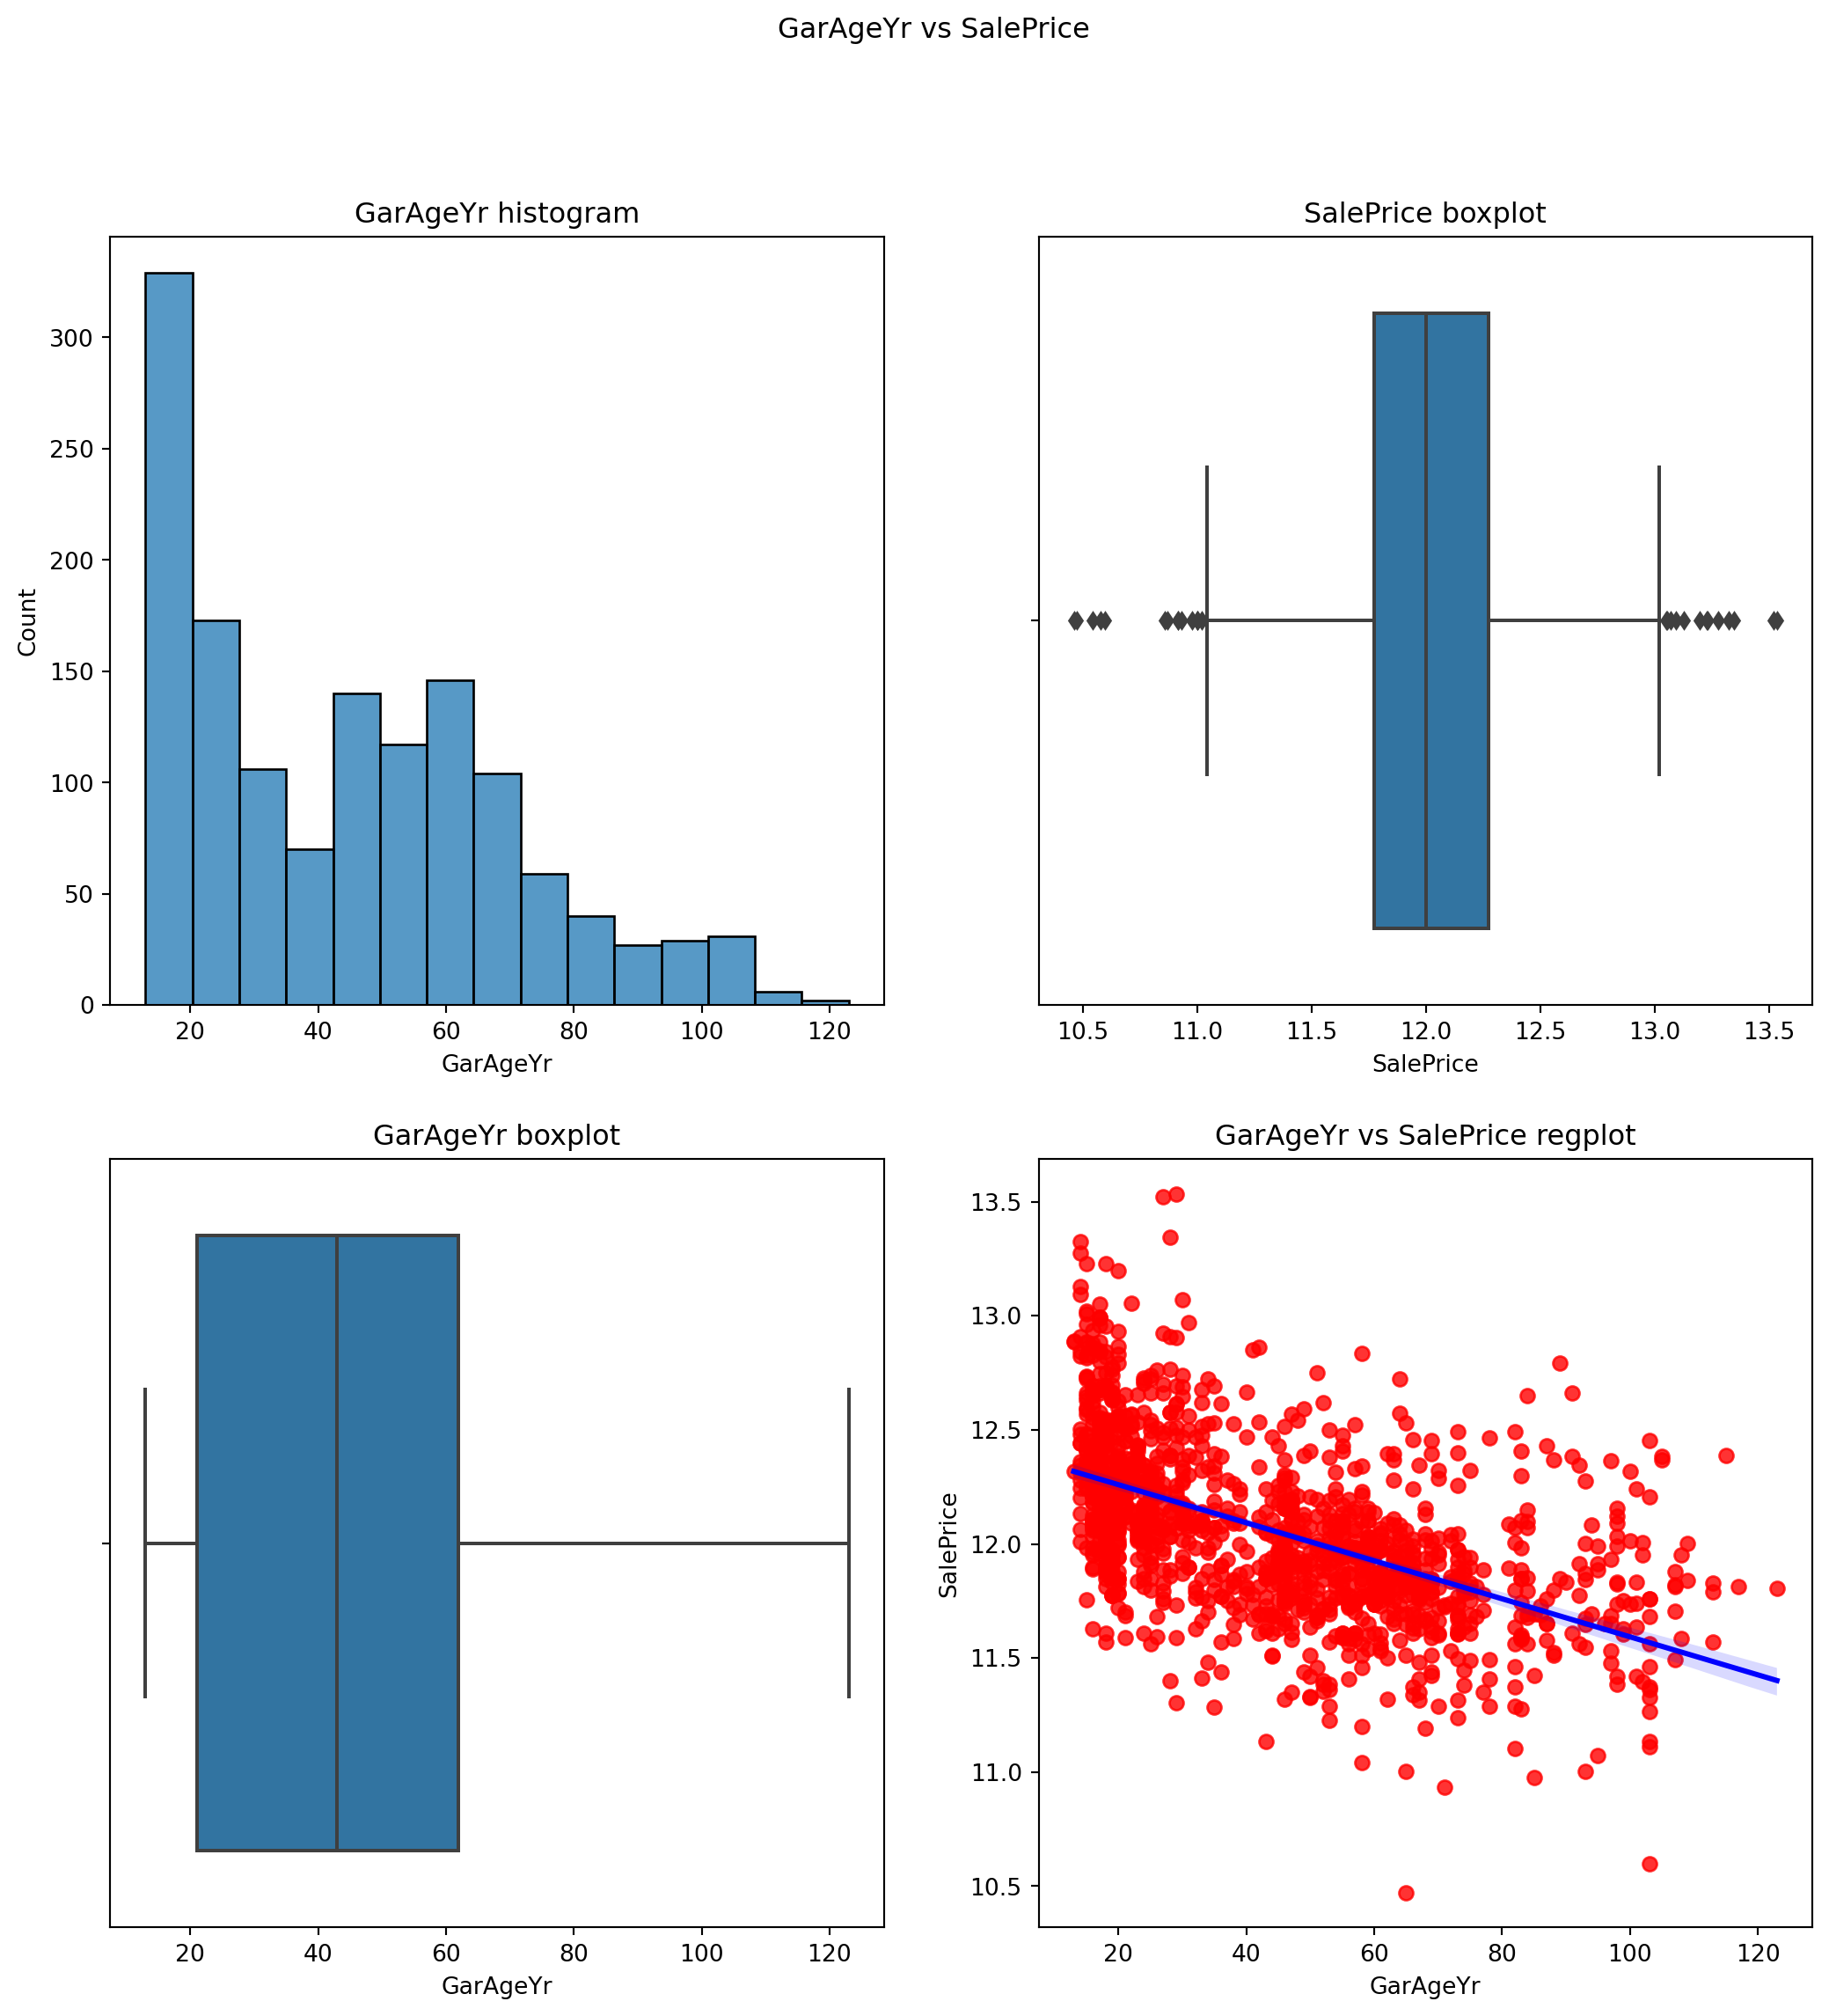 GarAgeYr vs SalePrice
GarAgeYr histogram
300
250
200
150
100
50
0
Count
20 40 60 80 100 120
GarAgeYr
SalePrice boxplot
10.5 11.0 11.5 12.0 12.5 13.0 13.5
SalePrice
GarAgeYr boxplot
20 40 60 80 100 120
GarAgeYr
GarAgeYr vs SalePrice regplot
13.5
13.0
12.5
12.0
11.5
11.0
10.5
SalePrice
20 40 60 80 100 120
GarAgeYr